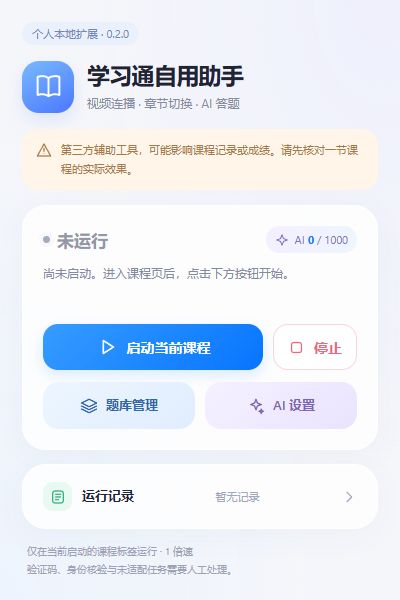 个人本地扩展 · 0.2.0
学习通自用助手
视频连播 · 章节切换 · AI 答题
第三方辅助工具，可能影响课程记录或成绩。请先核对一节课
程的实际效果。
未运行
AI 0 / 1000
尚未启动。进入课程页后，点击下方按钮开始。
启动当前课程
停止
题库管理
AI 设置
运行记录
暂无记录
仅在当前启动的课程标签运行 · 1 倍速
验证码、身份核验与未适配任务需要人工处理。